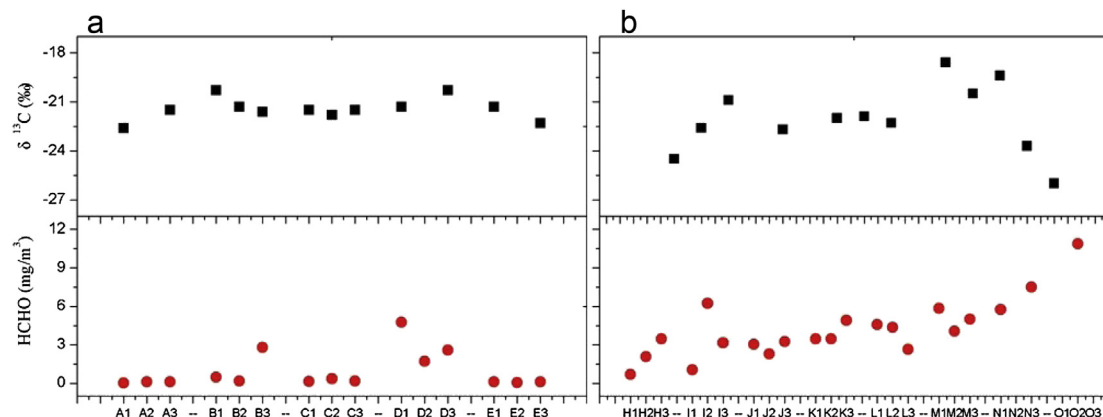 a
b
-18
-21
-24
-27
δ ¹³C (‰)
12
9
6
3
0
HCHO (mg/m³)
A1 A2 A3 -- B1 B2 B3 -- C1 C2 C3 -- D1 D2 D3 -- E1 E2 E3
H1H2H3 -- I1 I2 I3 -- J1 J2 J3 -- K1K2K3 -- L1 L2 L3 -- M1M2M3 -- N1N2N3 -- O1O2O3